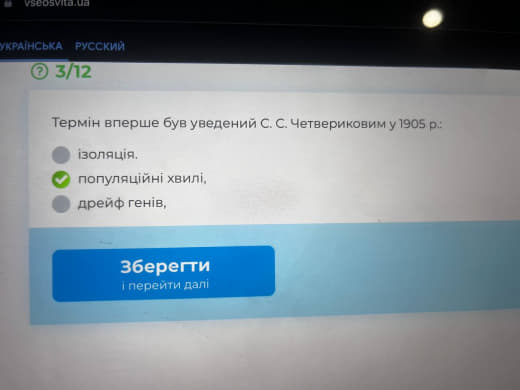 vseosvita.ua
УКРАЇНСЬКА РУССКИЙ
? 3/12
Термін вперше був уведений С. С. Четвериковим у 1905 р.:
ізоляція.
популяційні хвилі,
дрейф генів,
Зберегти
і перейти далі